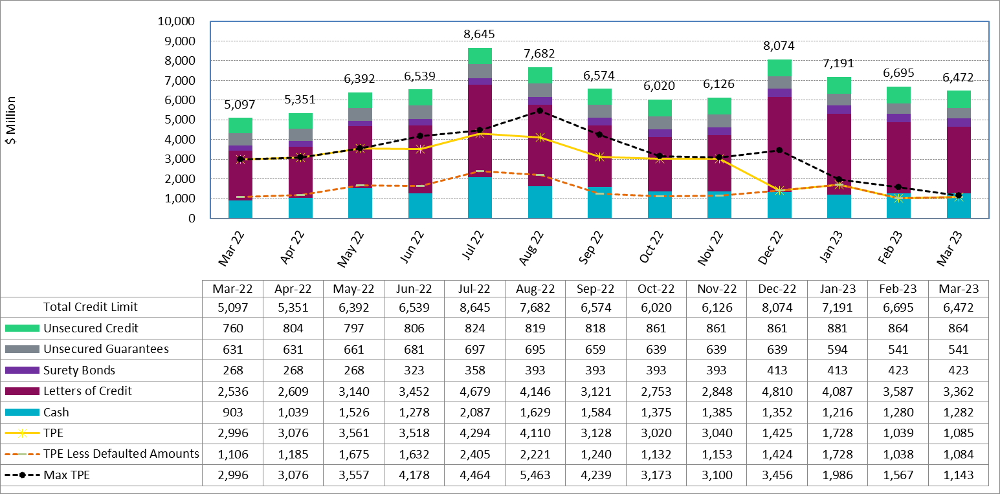 10,000
9,000
8,000
7,000
6,000
5,000
4,000
3,000
2,000
1,000
0
$ Million
5,097 5,351 6,392 6,539 8,645 7,682 6,574 6,020 6,126 8,074 7,191 6,695 6,472
Mar 22 Apr 22 May 22 Jun 22 Jul 22 Aug 22 Sep 22 Oct 22 Nov 22 Dec 22 Jan 23 Feb 23 Mar 23
Mar-22 Apr-22 May-22 Jun-22 Jul-22 Aug-22 Sep-22 Oct-22 Nov-22 Dec-22 Jan-23 Feb-23 Mar-23
Total Credit Limit 5,097 5,351 6,392 6,539 8,645 7,682 6,574 6,020 6,126 8,074 7,191 6,695 6,472
Unsecured Credit 760 804 797 806 824 819 818 861 861 861 881 864 864
Unsecured Guarantees 631 631 661 681 697 695 659 639 639 639 594 541 541
Surety Bonds 268 268 268 323 358 393 393 393 393 413 413 423 423
Letters of Credit 2,536 2,609 3,140 3,452 4,679 4,146 3,121 2,753 2,848 4,810 4,087 3,587 3,362
Cash 903 1,039 1,526 1,278 2,087 1,629 1,584 1,375 1,385 1,352 1,216 1,280 1,282
TPE 2,996 3,076 3,561 3,518 4,294 4,110 3,128 3,020 3,040 1,425 1,728 1,039 1,085
TPE Less Defaulted Amounts 1,106 1,185 1,675 1,632 2,405 2,221 1,240 1,132 1,153 1,424 1,728 1,038 1,084
Max TPE 2,996 3,076 3,557 4,178 4,464 5,463 4,239 3,173 3,100 3,456 1,986 1,567 1,143